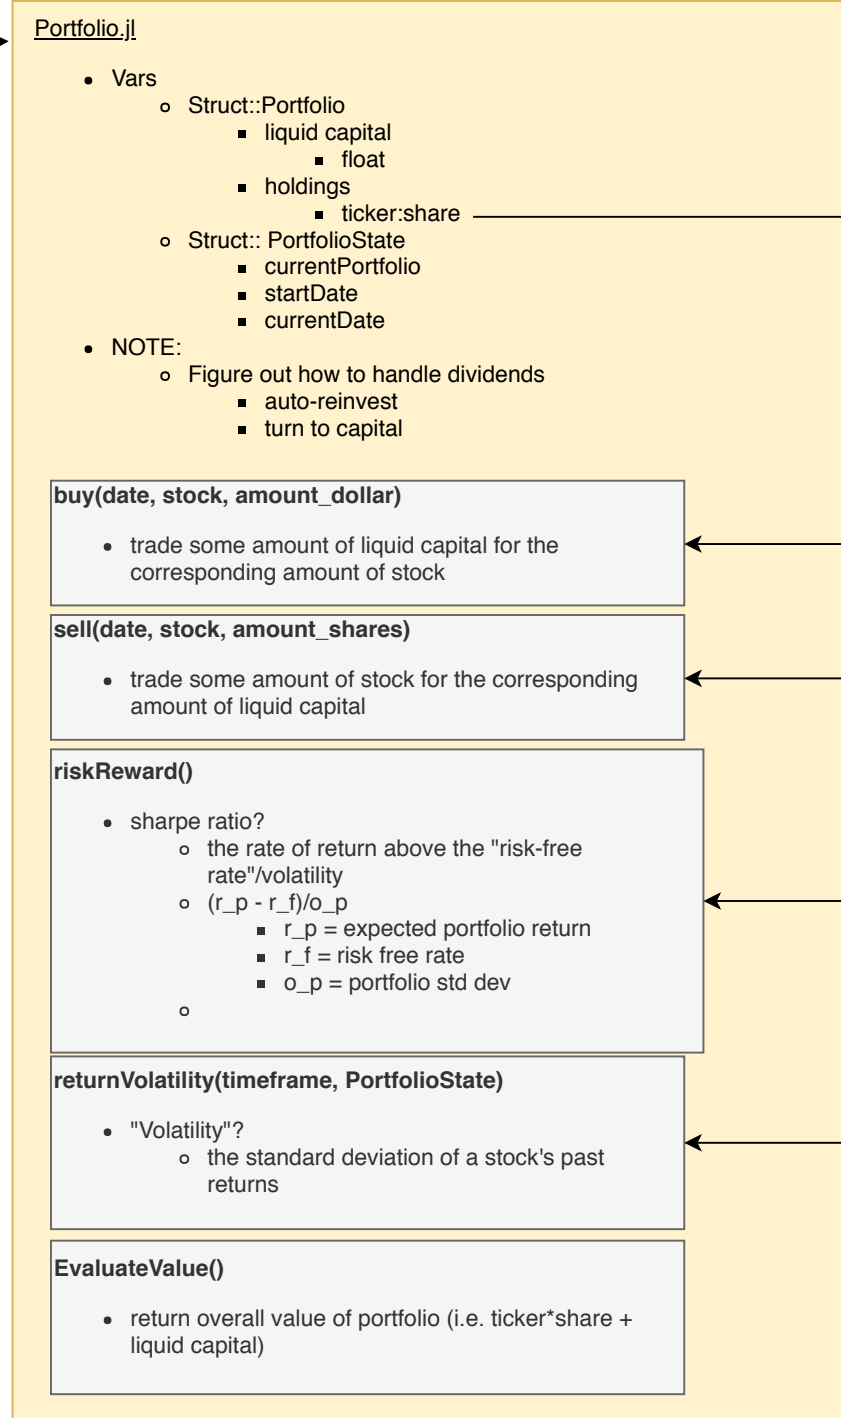 Portfolio.jl
Vars
Struct::Portfolio
liquid capital
float
holdings
ticker:share
Struct:: PortfolioState
currentPortfolio
startDate
currentDate
NOTE:
Figure out how to handle dividends
auto-reinvest
turn to capital
buy(date, stock, amount_dollar)
trade some amount of liquid capital for the
corresponding amount of stock
sell(date, stock, amount_shares)
trade some amount of stock for the corresponding
amount of liquid capital
riskReward()
sharpe ratio?
the rate of return above the "risk-free
rate"/volatility
(r_p - r_f)/o_p
r_p = expected portfolio return
r_f = risk free rate
o_p = portfolio std dev
returnVolatility(timeframe, PortfolioState)
"Volatility"?
the standard deviation of a stock's past
returns
EvaluateValue()
return overall value of portfolio (i.e. ticker*share +
liquid capital)